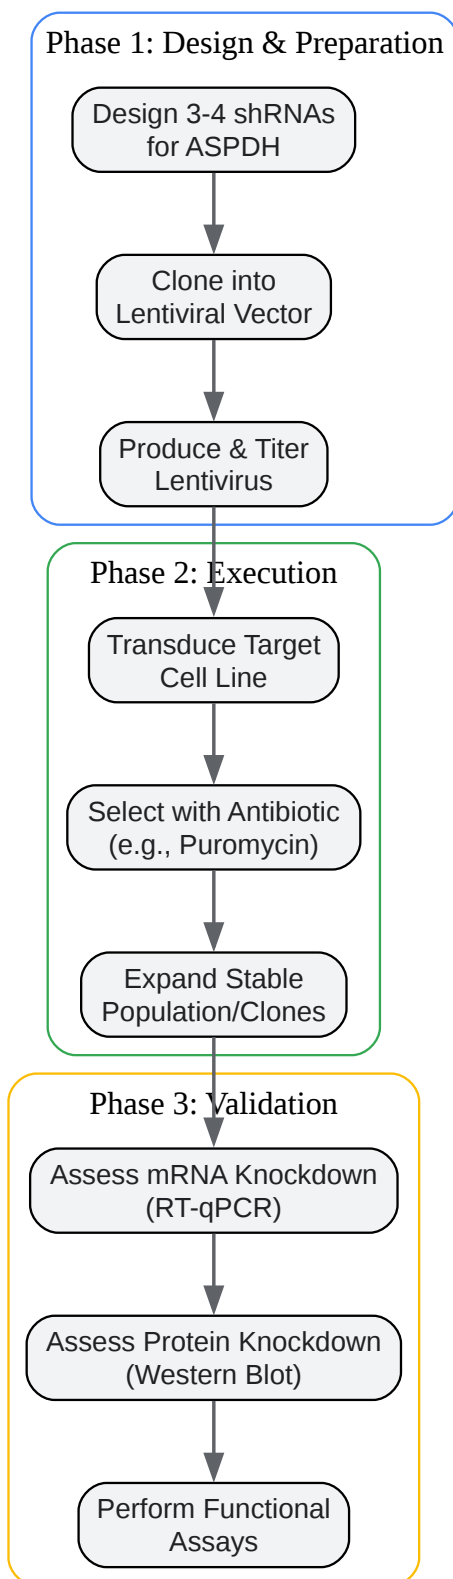 Phase 1: Design & Preparation
Design 3-4 shRNAs
for ASPDH
Clone into
Lentiviral Vector
Produce & Titer
Lentivirus
Phase 2: Execution
Transduce Target
Cell Line
Select with Antibiotic
(e.g., Puromycin)
Expand Stable
Population/Clones
Phase 3: Validation
Assess mRNA Knockdown
(RT-qPCR)
Assess Protein Knockdown
(Western Blot)
Perform Functional
Assays